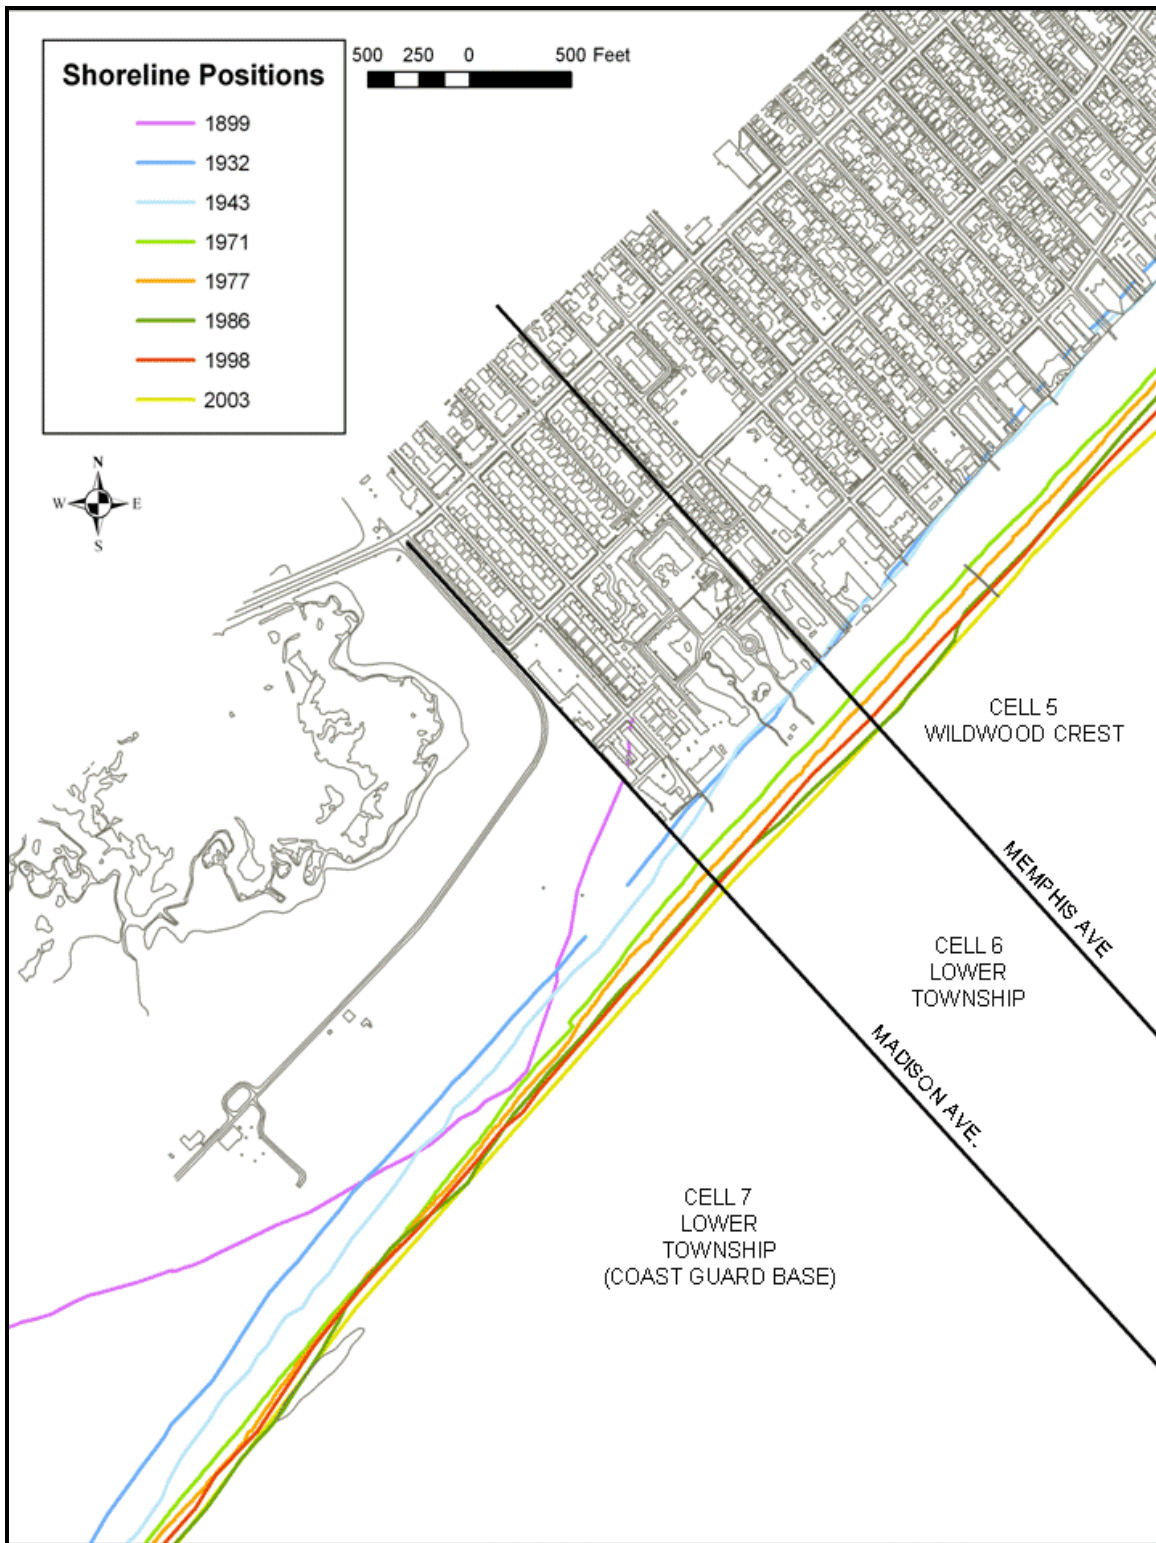 Shoreline Positions
1899
1932
1943
1971
1977
1986
1998
2003
500 250 0 500 Feet
N
W E
S
CELL 5
WILDWOOD CREST
MEMPHIS AVE
CELL 6
LOWER
TOWNSHIP
MADISON AVE.
CELL 7
LOWER
TOWNSHIP
(COAST GUARD BASE)